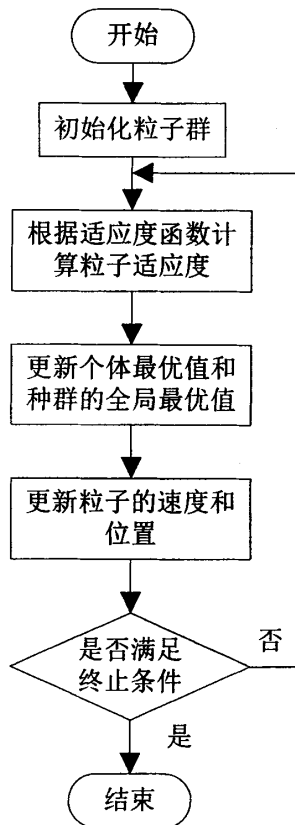 开始
初始化粒子群
根据适应度函数计
算粒子适应度
更新个体最优值和
种群的全局最优值
更新粒子的速度和
位置
是否满足
终止条件
否
是
结束